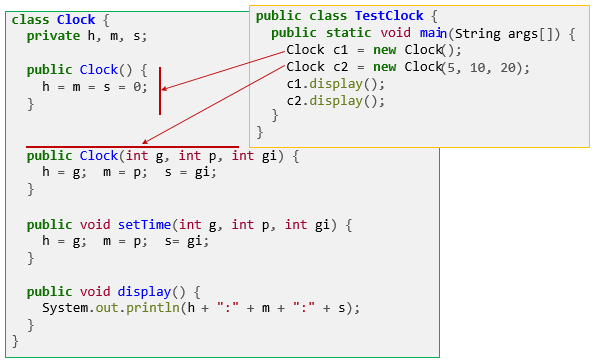 class Clock {
private h, m, s;
public Clock() {
h = m = s = 0;
}
public Clock(int g, int p, int gi) {
h = g;  m = p;  s = gi;
}
public void setTime(int g, int p, int gi) {
h = g;  m = p;  s= gi;
}
public void display() {
System.out.println(h + ":" + m + ":" + s);
}
}
public class TestClock {
public static void main(String args[]) {
Clock c1 = new Clock();
Clock c2 = new Clock(5, 10, 20);
c1.display();
c2.display();
}
}